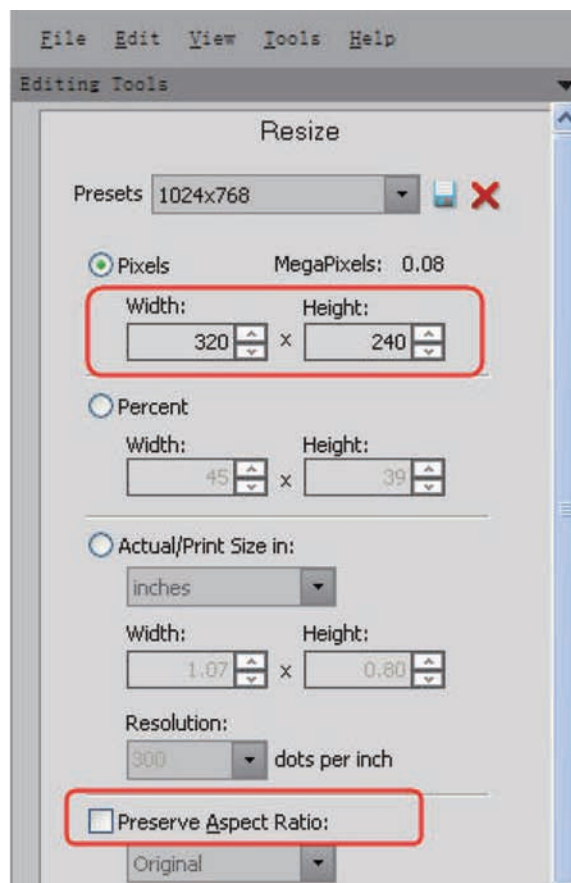 File Edit View Tools Help
Editing Tools
Resize
Presets 1024x768
Pixels MegaPixels: 0.08
Width: Height:
320 x 240
Percent
Width: Height:
45 x 39
Actual/Print Size in:
inches
Width: Height:
1.07 x 0.80
Resolution:
300 dots per inch
Preserve Aspect Ratio:
Original